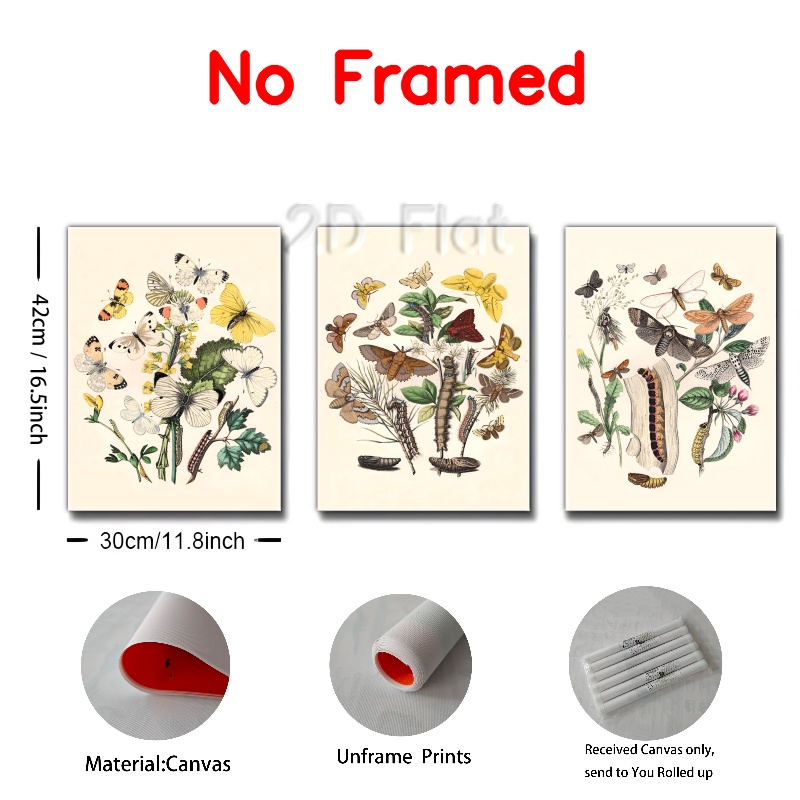 No Framed
2D Flat
42cm / 16.5inch
30cm/11.8inch
Material:Canvas
Unframe Prints
Received Canvas only,
send to You Rolled up